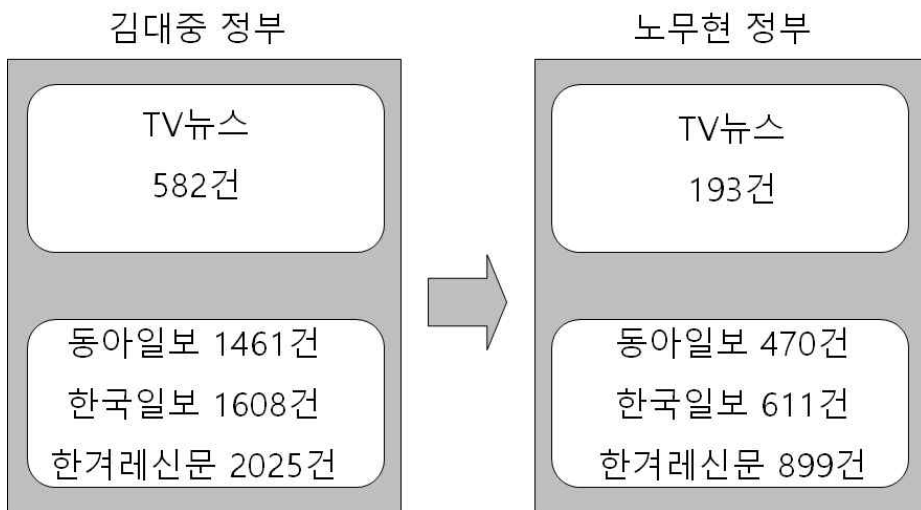 김대중 정부
TV뉴스
582건
동아일보 1461건
한국일보 1608건
한겨레신문 2025건
노무현 정부
TV뉴스
193건
동아일보 470건
한국일보 611건
한겨레신문 899건